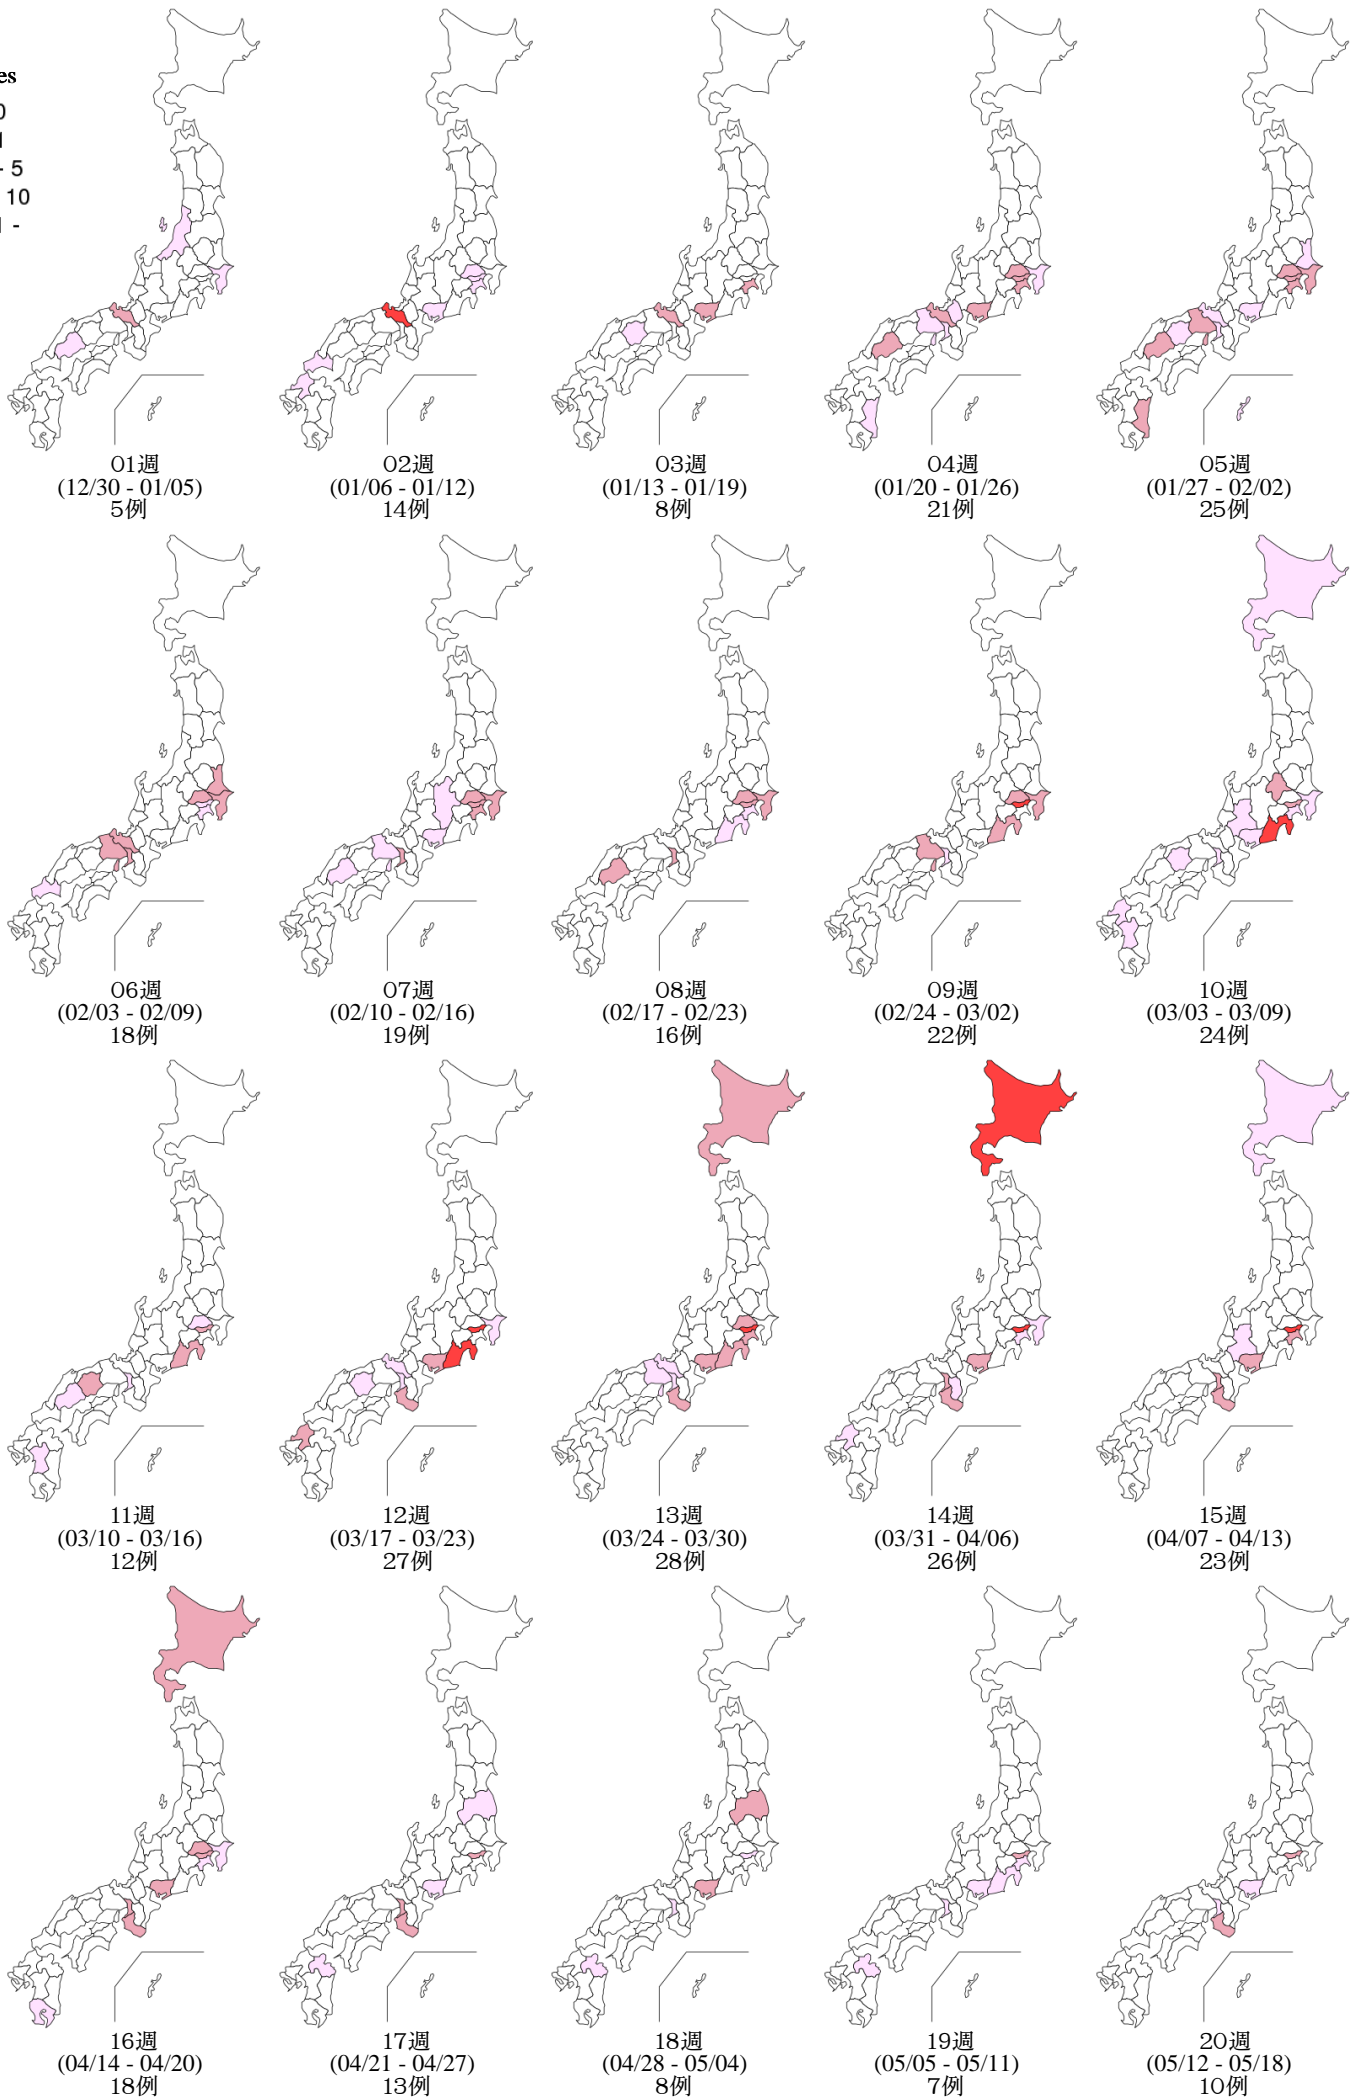 es
0
1
- 5
10
1 -
01週
(12/30 - 01/05)
5例
02週
(01/06 - 01/12)
14例
03週
(01/13 - 01/19)
8例
04週
(01/20 - 01/26)
21例
05週
(01/27 - 02/02)
25例
06週
(02/03 - 02/09)
18例
07週
(02/10 - 02/16)
19例
08週
(02/17 - 02/23)
16例
09週
(02/24 - 03/02)
22例
10週
(03/03 - 03/09)
24例
11週
(03/10 - 03/16)
12例
12週
(03/17 - 03/23)
27例
13週
(03/24 - 03/30)
28例
14週
(03/31 - 04/06)
26例
15週
(04/07 - 04/13)
23例
16週
(04/14 - 04/20)
18例
17週
(04/21 - 04/27)
13例
18週
(04/28 - 05/04)
8例
19週
(05/05 - 05/11)
7例
20週
(05/12 - 05/18)
10例